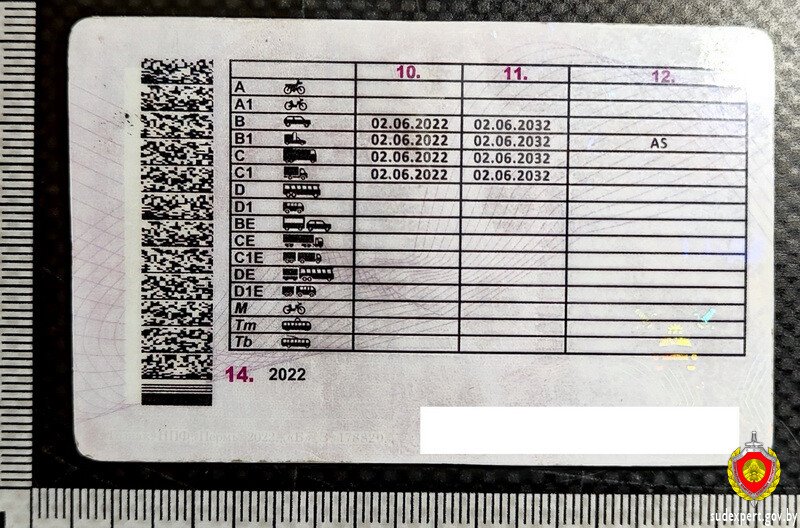 10. 11. 12.
A
A1
B 02.06.2022 02.06.2032
B1 02.06.2022 02.06.2032 AS
C 02.06.2022 02.06.2032
C1 02.06.2022 02.06.2032
D
D1
BE
CE
C1E
DE
D1E
M
Tm
Tb
14. 2022
sudexpert.gov.by